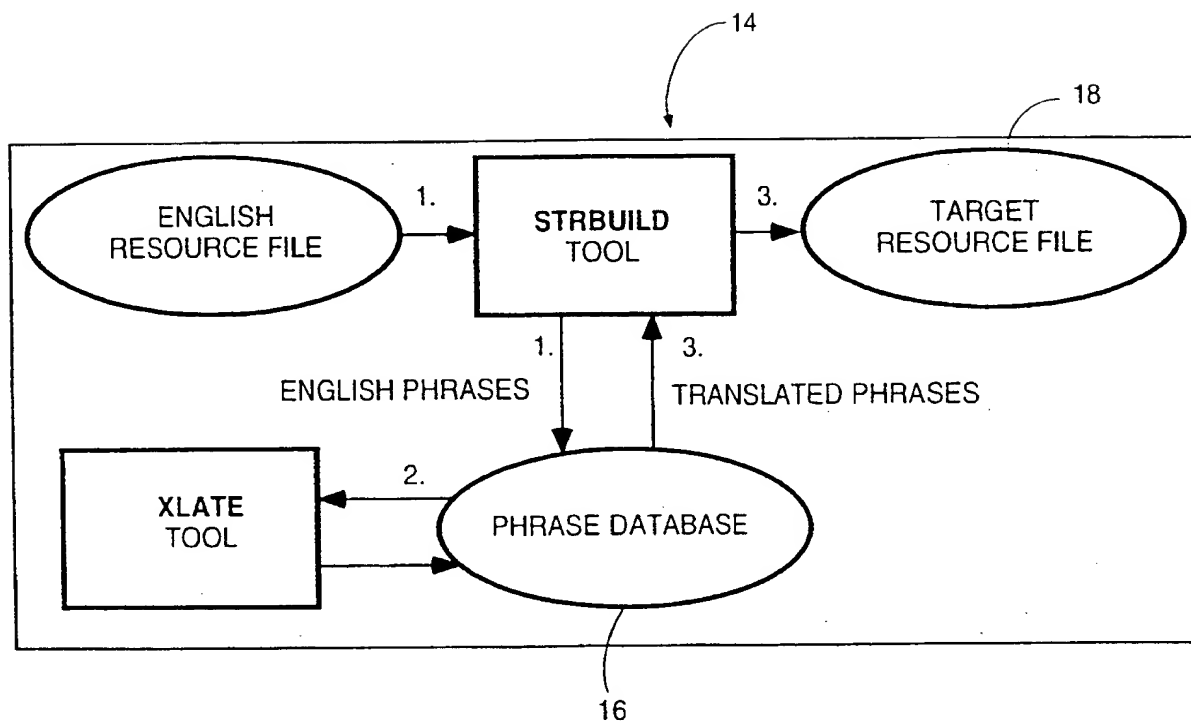 14
18
ENGLISH
RESOURCE FILE
1.
STRBUILD
TOOL
3.
TARGET
RESOURCE FILE
1.
3.
ENGLISH PHRASES
TRANSLATED PHRASES
XLATE
TOOL
2.
PHRASE DATABASE
16